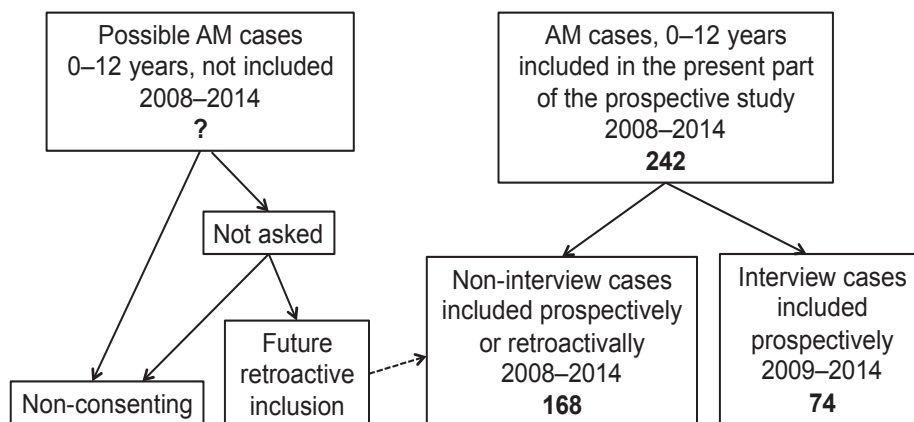 Possible AM cases
0–12 years, not included
2008–2014
?
AM cases, 0–12 years
included in the present part
of the prospective study
2008–2014
242
Not asked
Non-consenting
Future
retroactive
inclusion
Non-interview cases
included prospectively
or retroactivally
2008–2014
168
Interview cases
included
prospectively
2009–2014
74